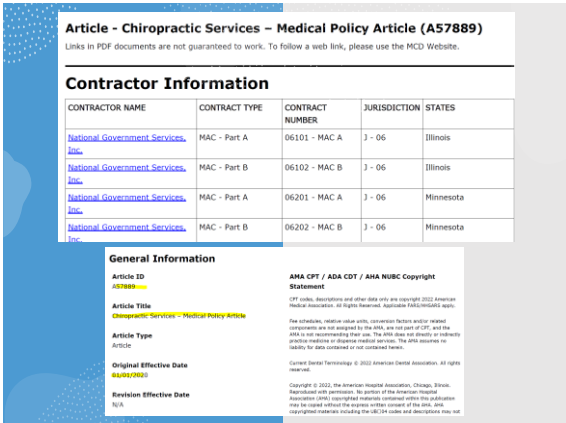 Article - Chiropractic Services – Medical Policy Article (A57889)
Links in PDF documents are not guaranteed to work. To follow a web link, please use the MCD Website.
Contractor Information
CONTRACTOR NAME CONTRACT TYPE CONTRACT NUMBER JURISDICTION STATES
National Government Services, Inc. MAC - Part A 06101 - MAC A J - 06 Illinois
National Government Services, Inc. MAC - Part B 06102 - MAC B J - 06 Illinois
National Government Services, Inc. MAC - Part A 06201 - MAC A J - 06 Minnesota
National Government Services, Inc. MAC - Part B 06202 - MAC B J - 06 Minnesota
General Information
Article ID
A57889
Article Title
Chiropractic Services – Medical Policy Article
Article Type
Article
Original Effective Date
01/01/2020
Revision Effective Date
N/A
AMA CPT / ADA CDT / AHA NUBC Copyright
Statement
CPT codes, descriptions and other data only are copyright 2022 American
Medical Association. All Rights Reserved. Applicable FARS/HHSARS apply.
Fee schedules, relative value units, conversion factors and/or related
components are not assigned by the AMA, are not part of CPT, and the
AMA is not recommending their use. The AMA does not directly or indirectly
practice medicine or dispense medical services. The AMA assumes no
liability for data contained or not contained herein.
Current Dental Terminology © 2022 American Dental Association. All rights
reserved.
Copyright © 2022, the American Hospital Association, Chicago, Illinois.
Reproduced with permission. No portion of the American Hospital
Association (AHA) copyrighted materials contained within this publication
may be copied without the express written consent of the AHA. AHA
copyrighted materials including the UB‐04 codes and descriptions may not